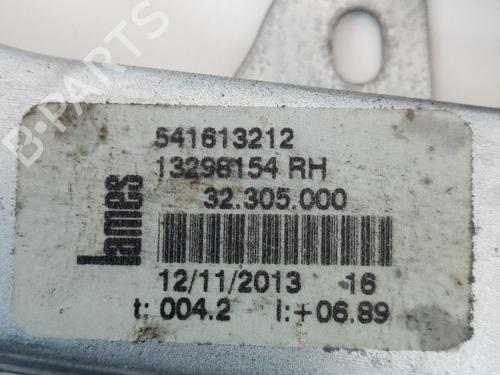 B-PARTS
541613212
13298154 RH
32.305.000
Lames
12/11/2013 16
t: 004.2 l:+06.89